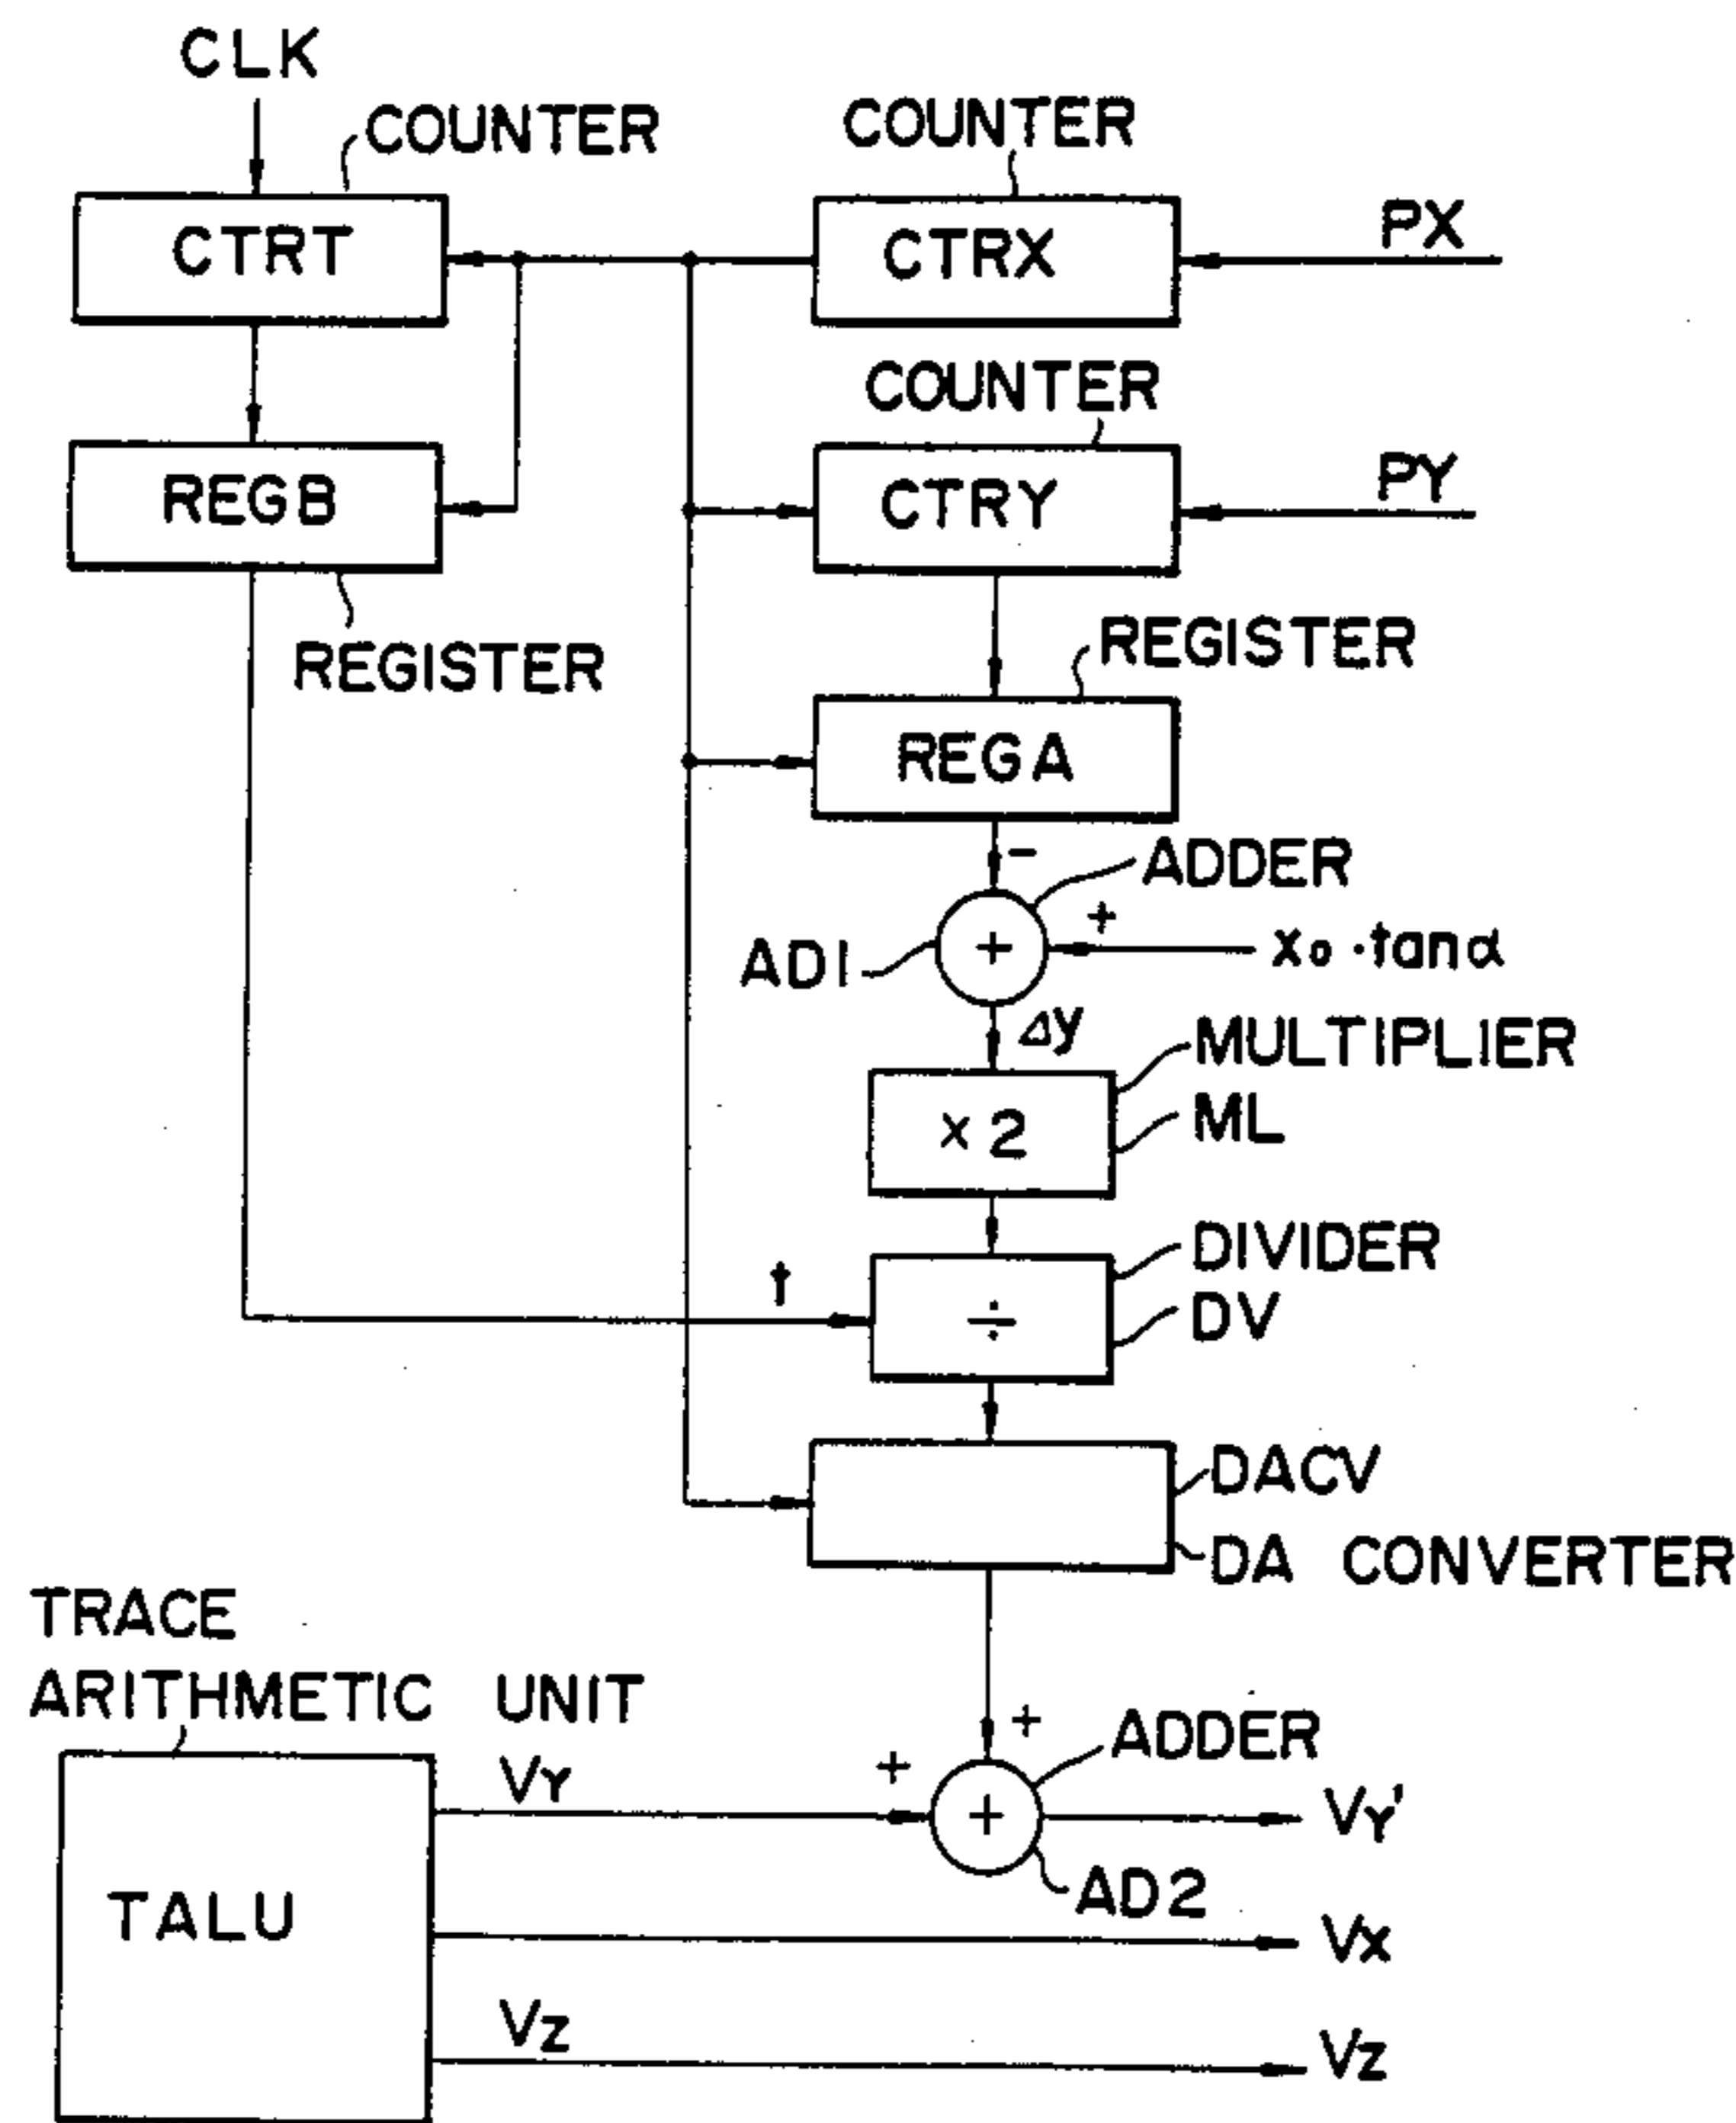 CLK
COUNTER
COUNTER
CTRT
CTRX
PX
COUNTER
REGB
CTRY
PY
REGISTER
REGISTER
REGA
-
ADDER
+
AD1
+
x₀·tanα
Δy
MULTIPLIER
×2
ML
DIVIDER
t
÷
DV
DACV
DA CONVERTER
TRACE
ARITHMETIC UNIT
+
ADDER
VY
+
+
VY'
AD2
TALU
VX
VZ
VZ